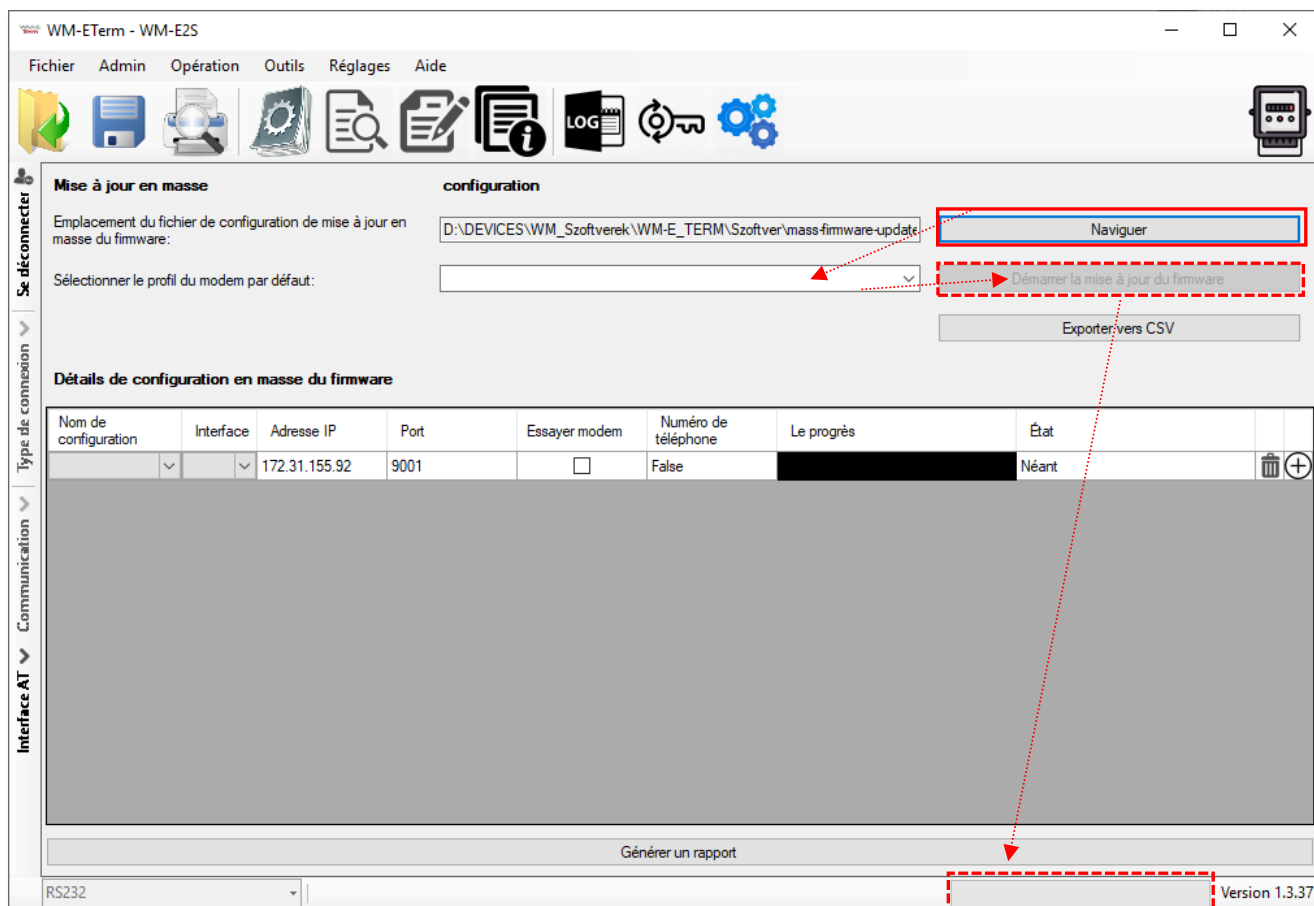 WM-ETerm - WM-E2S
Fichier Admin Opération Outils Réglages Aide
LOG
Se déconnecter
Type de connexion
Communication
Interface AT
Mise à jour en masse configuration
Emplacement du fichier de configuration de mise à jour en
masse du firmware:
D:\DEVICES\WM_Szoftverek\WM-E_TERM\Szoftver\mass-firmware-update
Naviguer
Sélectionner le profil du modem par défaut:
Démarrer la mise à jour du firmware
Exporter vers CSV
Détails de configuration en masse du firmware
Nom de
configuration
Interface
Adresse IP
Port
Essayer modem
Numéro de
téléphone
Le progrès
État
172.31.155.92 9001 False Néant
Générer un rapport
RS232
Version 1.3.37